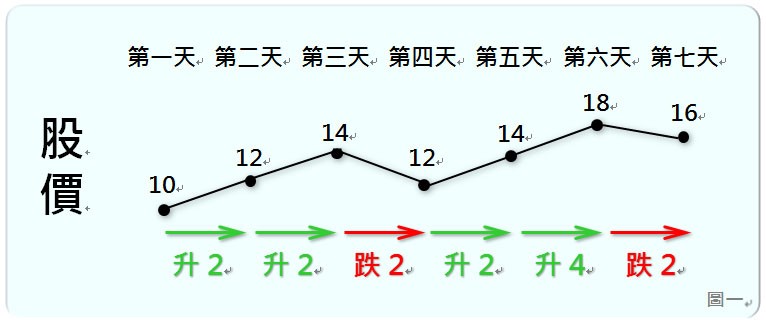 第一天 第二天 第三天 第四天 第五天 第六天 第七天
股
價
10 12 14 12 14 18 16
升 2 升 2 跌 2 升 2 升 4 跌 2
圖一